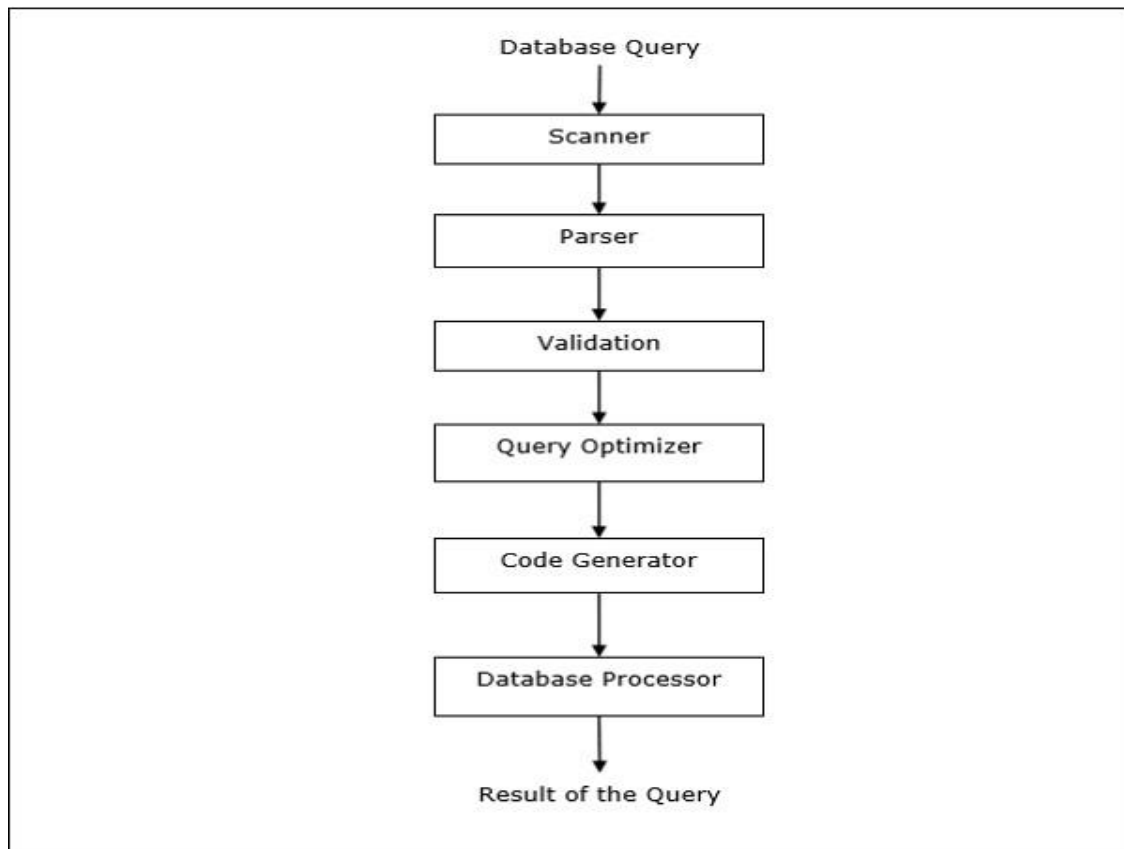 Database Query
Scanner
Parser
Validation
Query Optimizer
Code Generator
Database Processor
Result of the Query